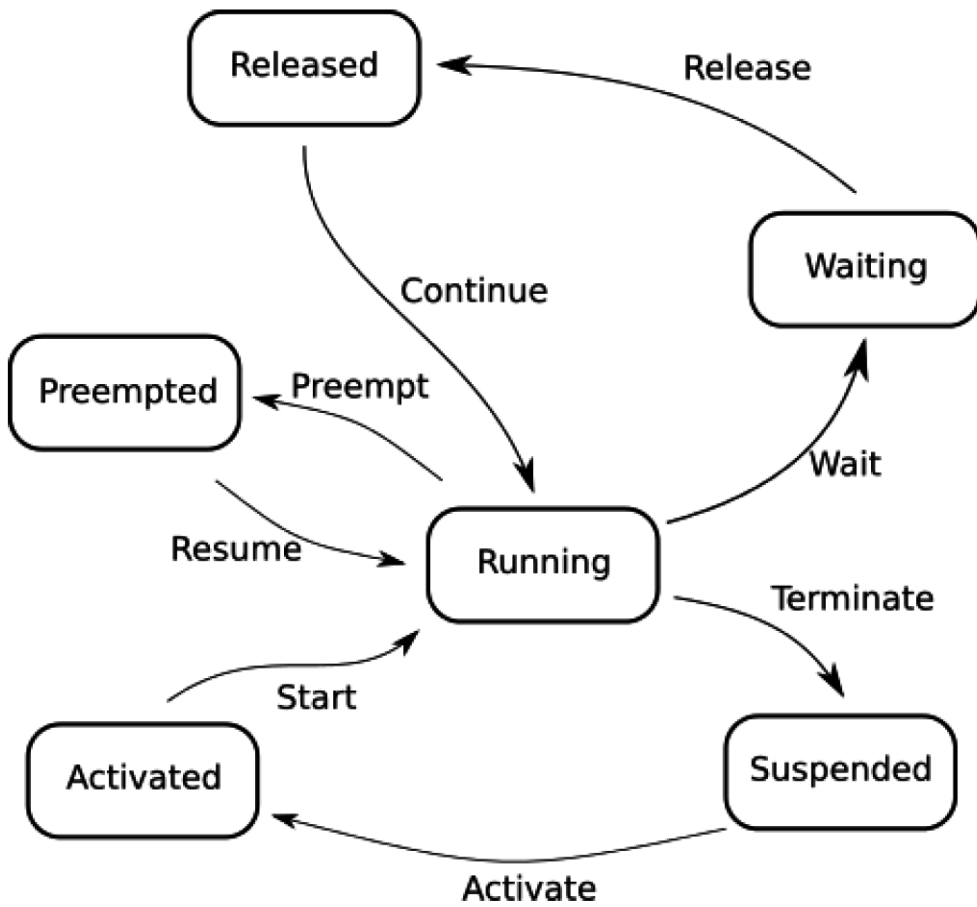 Released
Release
Waiting
Continue
Preempted
Preempt
Wait
Resume
Running
Terminate
Start
Activated
Suspended
Activate